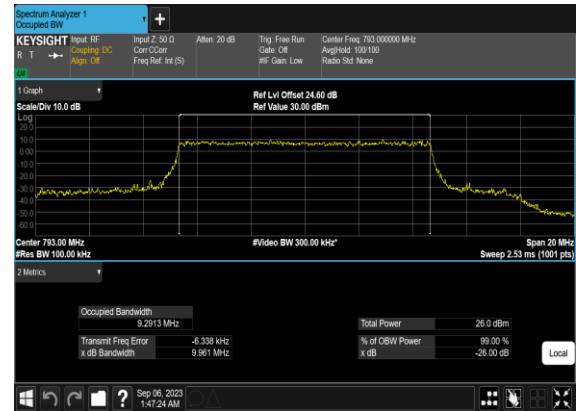 Spectrum Analyzer 1
Occupied BW
+
KEYSIGHT
R T
LXI
Input: RF
Coupling: DC
Align: Off
Input Z: 50 Ω
Corr CCorr
Freq Ref: Int (S)
Atten: 20 dB
Trig: Free Run
Gate: Off
#IF Gain: Low
Center Freq: 793.000000 MHz
Avg|Hold: 100/100
Radio Std: None
1 Graph
Scale/Div 10.0 dB
Ref Lvl Offset 24.60 dB
Ref Value 30.00 dBm
Log
20.0
10.0
0.00
-10.0
-20.0
-30.0
-40.0
-50.0
-60.0
Center 793.00 MHz
#Res BW 100.00 kHz
#Video BW 300.00 kHz*
Span 20 MHz
Sweep 2.53 ms (1001 pts)
2 Metrics
Occupied Bandwidth
9.2913 MHz
Transmit Freq Error -6.338 kHz
x dB Bandwidth 9.961 MHz
Total Power 26.0 dBm
% of OBW Power 99.00 %
x dB -26.00 dB
Local
?
Sep 06, 2023
1:47:24 AM